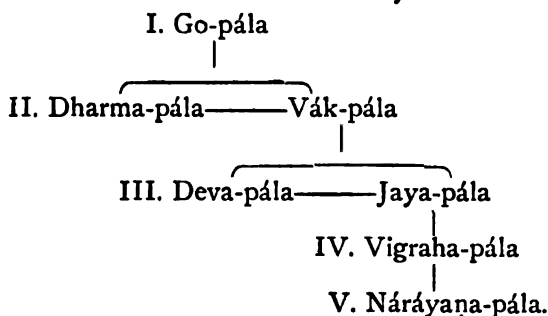 I. Go-pála
II. Dharma-pála——Vák-pála
III. Deva-pála——Jaya-pála
IV. Vigraha-pála
V. Náráyaṇa-pála.